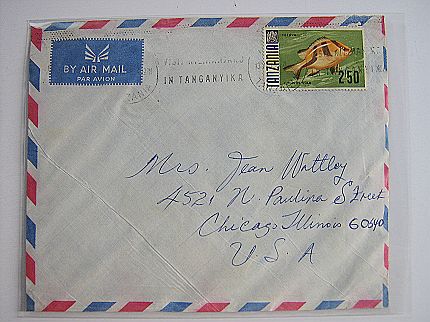 BY AIR MAIL
PAR AVION
VISIT
IN TANGANYIKA
TANZANIA
2/50
Mrs. Jean Wattley
4521 N. Paulina Street
Chicago Illinois 60640
U. S. A